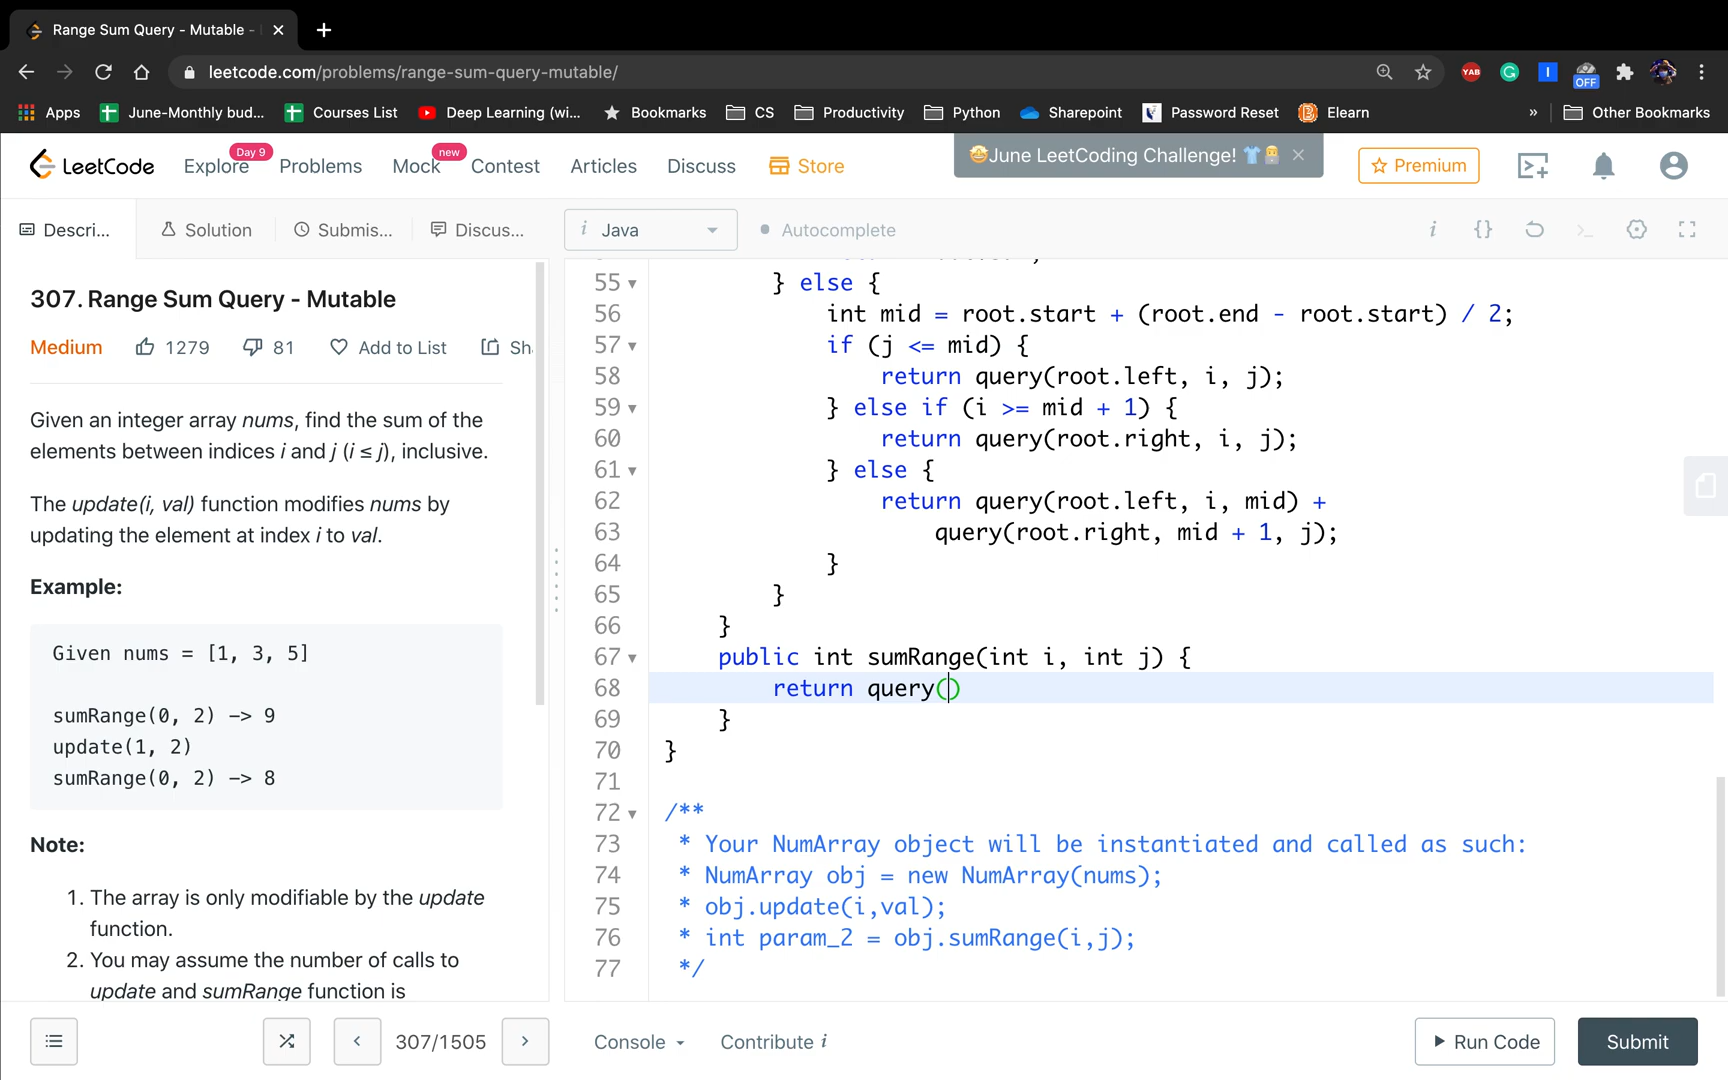 Range Sum Query - Mutable -
leetcode.com/problems/range-sum-query-mutable/
YAB
OFF
Apps June-Monthly bud... Courses List Deep Learning (wi... Bookmarks CS Productivity Python Sharepoint Password Reset Elearn » Other Bookmarks
LeetCode Explore Day 9 Problems Mock new Contest Articles Discuss Store June LeetCoding Challenge! Premium
Descri... Solution Submis... Discus... i Java Autocomplete
307. Range Sum Query - Mutable
Medium 1279 81 Add to List Sh
Given an integer array nums, find the sum of the
elements between indices i and j (i ≤ j), inclusive.
The update(i, val) function modifies nums by
updating the element at index i to val.
Example:
Given nums = [1, 3, 5]
sumRange(0, 2) -> 9
update(1, 2)
sumRange(0, 2) -> 8
Note:
1. The array is only modifiable by the update
function.
2. You may assume the number of calls to
update and sumRange function is
55 } else {
56 int mid = root.start + (root.end - root.start) / 2;
57 if (j <= mid) {
58 return query(root.left, i, j);
59 } else if (i >= mid + 1) {
60 return query(root.right, i, j);
61 } else {
62 return query(root.left, i, mid) +
63 query(root.right, mid + 1, j);
64 }
65 }
66 }
67 public int sumRange(int i, int j) {
68 return query()
69 }
70 }
71
72 /**
73 * Your NumArray object will be instantiated and called as such:
74 * NumArray obj = new NumArray(nums);
75 * obj.update(i,val);
76 * int param_2 = obj.sumRange(i,j);
77 */
307/1505 Console Contribute i Run Code Submit